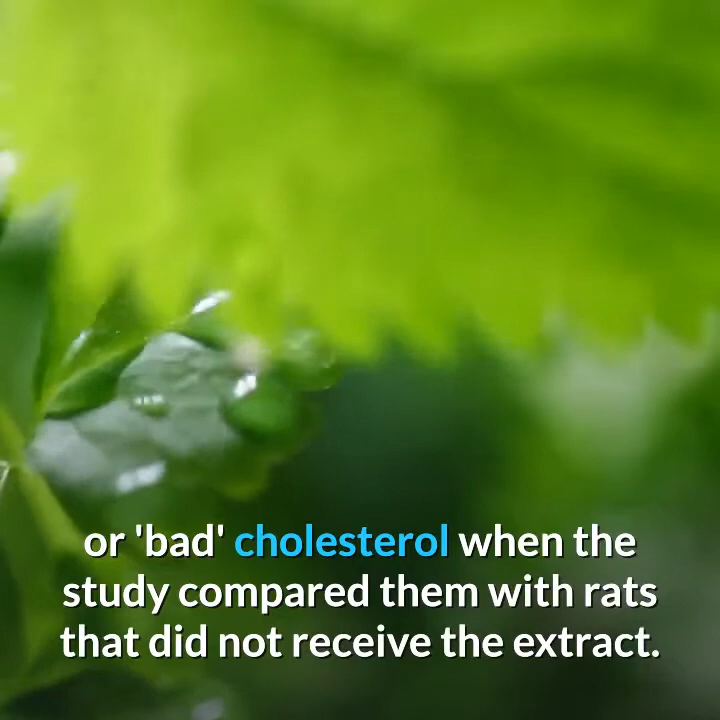 or 'bad' cholesterol when the
study compared them with rats
that did not receive the extract.